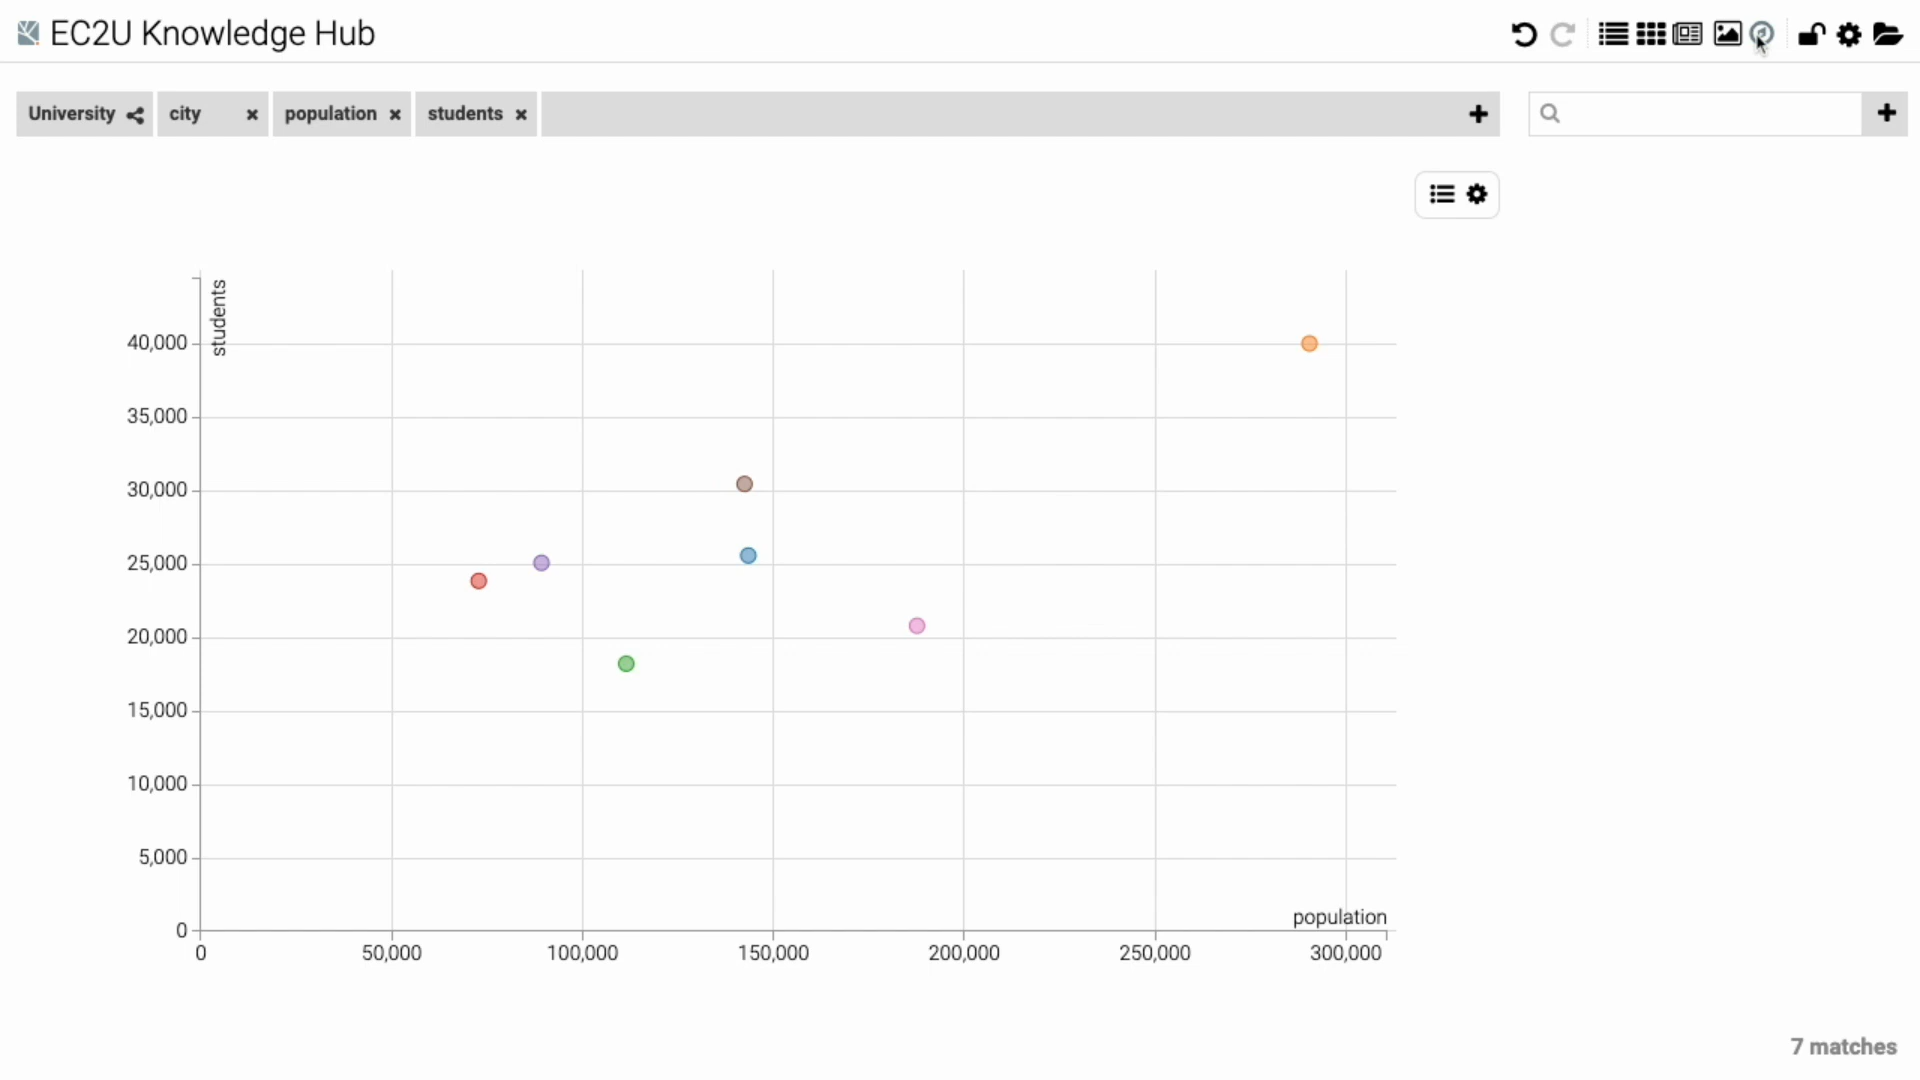 EC2U Knowledge Hub
University city population students
students
40,000
35,000
30,000
25,000
20,000
15,000
10,000
5,000
0
population
0 50,000 100,000 150,000 200,000 250,000 300,000
7 matches